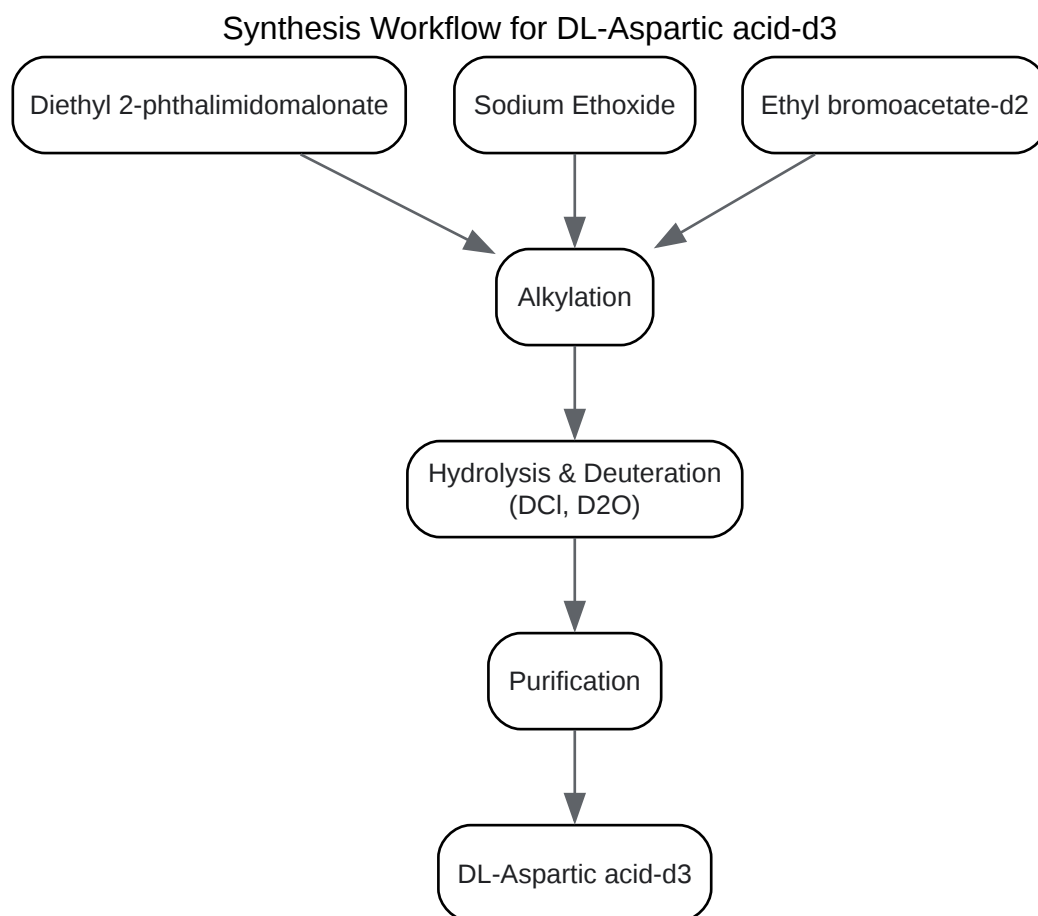 Synthesis Workflow for DL-Aspartic acid-d3
Diethyl 2-phthalimidomalonate
Sodium Ethoxide
Ethyl bromoacetate-d2
Alkylation
Hydrolysis & Deuteration
(DCl, D2O)
Purification
DL-Aspartic acid-d3